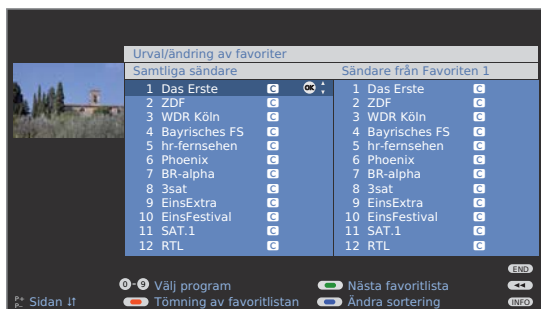 Urval/ändring av favoriter
Samtliga sändare Sändare från Favoriten 1
1 Das Erste C OK 1 Das Erste C
2 ZDF C 2 ZDF C
3 WDR Köln C 3 WDR Köln C
4 Bayrisches FS C 4 Bayrisches FS C
5 hr-fernsehen C 5 hr-fernsehen C
6 Phoenix C 6 Phoenix C
7 BR-alpha C 7 BR-alpha C
8 3sat C 8 3sat C
9 EinsExtra C 9 EinsExtra C
10 EinsFestival C 10 EinsFestival C
11 SAT.1 C 11 SAT.1 C
12 RTL C 12 RTL C
END
0-9 Välj program Nästa favoritlista
P+ P- Sidan Tömning av favoritlistan Ändra sortering INFO